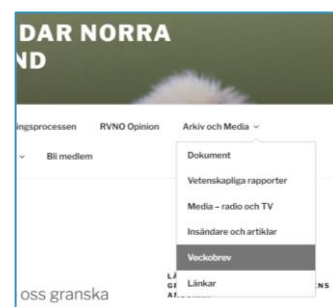 DAR NORRA
ND
ingsprocessen RVNO Opinion Arkiv och Media
Bli medlem
Dokument
Vetenskapliga rapporter
Media – radio och TV
Insändare och artiklar
Veckobrev
Länkar
oss granska